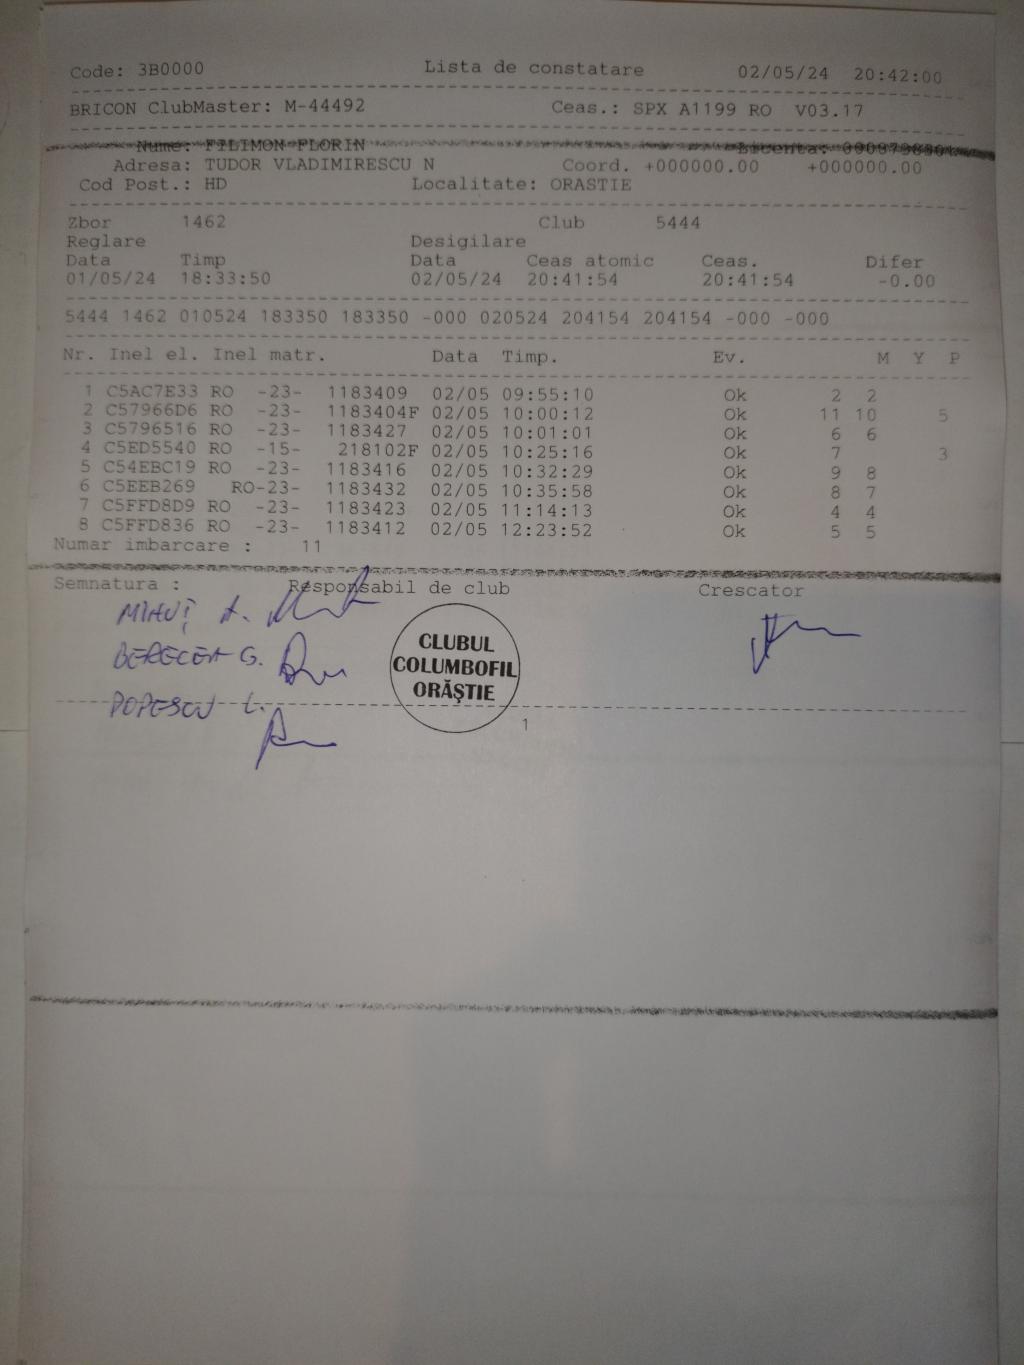 Code: 3B0000 Lista de constatare 02/05/24 20:42:00
BRICON ClubMaster: M-44492 Ceas.: SPX A1199 RO V03.17
Nume: FILIMON FLORIN Licenta:
Adresa: TUDOR VLADIMIRESCU N Coord. +000000.00 +000000.00
Cod Post.: HD Localitate: ORASTIE
Zbor 1462 Club 5444
Reglare Desigilare
Data Timp Data Ceas atomic Ceas. Difer
01/05/24 18:33:50 02/05/24 20:41:54 20:41:54 -0.00
5444 1462 010524 183350 183350 -000 020524 204154 204154 -000 -000
Nr. Inel el. Inel matr. Data Timp. Ev. M Y P
1 C5AC7E33 RO -23- 1183409 02/05 09:55:10 Ok 2 2
2 C57966D6 RO -23- 1183404F 02/05 10:00:12 Ok 11 10 5
3 C5796516 RO -23- 1183427 02/05 10:01:01 Ok 6 6
4 C5ED5540 RO -15- 218102F 02/05 10:25:16 Ok 7 3
5 C54EBC19 RO -23- 1183416 02/05 10:32:29 Ok 9 8
6 C5EEB269 RO-23- 1183432 02/05 10:35:58 Ok 8 7
7 C5FFD8D9 RO -23- 1183423 02/05 11:14:13 Ok 4 4
8 C5FFD836 RO -23- 1183412 02/05 12:23:52 Ok 5 5
Numar imbarcare : 11
Semnatura : Responsabil de club Crescator
MIHUȚ A.
BERECEA G.
POPESCU L.
CLUBUL
COLUMBOFIL
ORĂŞTIE
1